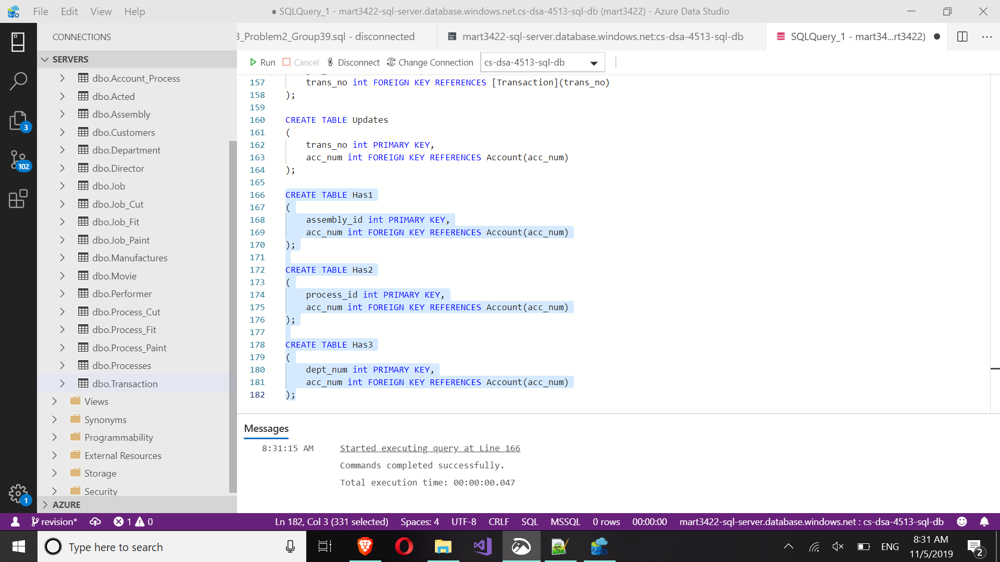 File Edit View Help
● SQLQuery_1 - mart3422-sql-server.database.windows.net.cs-dsa-4513-sql-db (mart3422) - Azure Data Studio
CONNECTIONS
3_Problem2_Group39.sql - disconnected
mart3422-sql-server.database.windows.net:cs-dsa-4513-sql-db
SQLQuery_1 - mart34...rt3422)
SERVERS
Run Cancel Disconnect Change Connection cs-dsa-4513-sql-db
dbo.Account_Process
dbo.Acted
dbo.Assembly
dbo.Customers
dbo.Department
dbo.Director
dbo.Job
dbo.Job_Cut
dbo.Job_Fit
dbo.Job_Paint
dbo.Manufactures
dbo.Movie
dbo.Performer
dbo.Process_Cut
dbo.Process_Fit
dbo.Process_Paint
dbo.Processes
dbo.Transaction
Views
Synonyms
Programmability
External Resources
Storage
Security
AZURE
3
102
1
157 trans_no int FOREIGN KEY REFERENCES [Transaction](trans_no)
158 );
159
160 CREATE TABLE Updates
161 (
162 trans_no int PRIMARY KEY,
163 acc_num int FOREIGN KEY REFERENCES Account(acc_num)
164 );
165
166 CREATE TABLE Has1
167 (
168 assembly_id int PRIMARY KEY,
169 acc_num int FOREIGN KEY REFERENCES Account(acc_num)
170 );
171
172 CREATE TABLE Has2
173 (
174 process_id int PRIMARY KEY,
175 acc_num int FOREIGN KEY REFERENCES Account(acc_num)
176 );
177
178 CREATE TABLE Has3
179 (
180 dept_num int PRIMARY KEY,
181 acc_num int FOREIGN KEY REFERENCES Account(acc_num)
182 );
Messages
8:31:15 AM Started executing query at Line 166
Commands completed successfully.
Total execution time: 00:00:00.047
revision* 1 0 Ln 182, Col 3 (331 selected) Spaces: 4 UTF-8 CRLF SQL MSSQL 0 rows 00:00:00 mart3422-sql-server.database.windows.net : cs-dsa-4513-sql-db
Type here to search
ENG
8:31 AM
11/5/2019
2